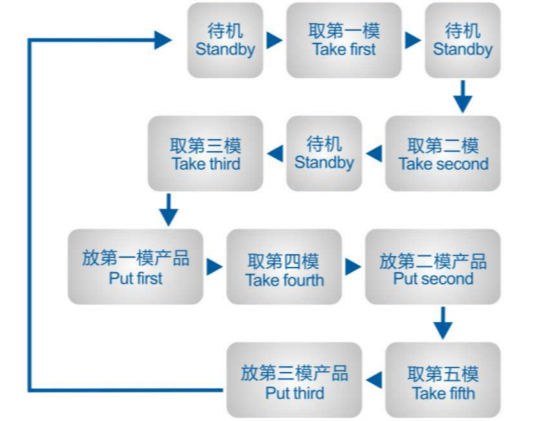 待机
Standby
取第一模
Take first
待机
Standby
取第二模
Take second
待机
Standby
取第三模
Take third
放第一模产品
Put first
取第四模
Take fourth
放第二模产品
Put second
取第五模
Take fifth
放第三模产品
Put third